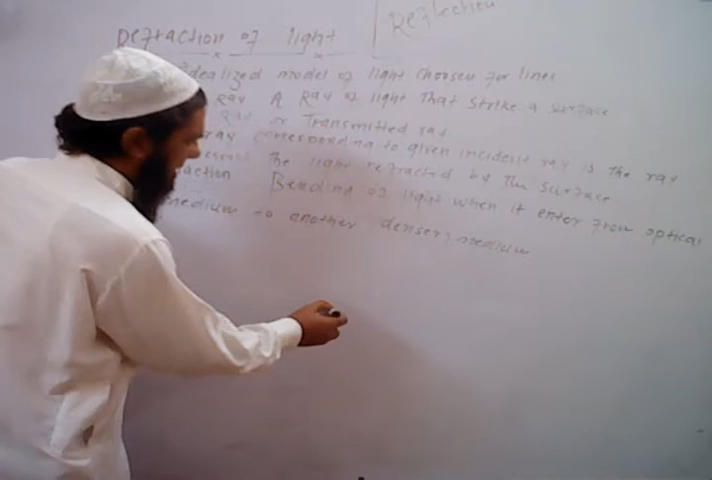 Refraction of light
Reflection
Idealized model of light choosen for lines
Ray A Ray of light That strike a surface
Ray or Transmitted ray
ray corresponding to given incident ray is the ray
The light refracted by the surface
Bending of light when it enter from optical
medium to another denser medium